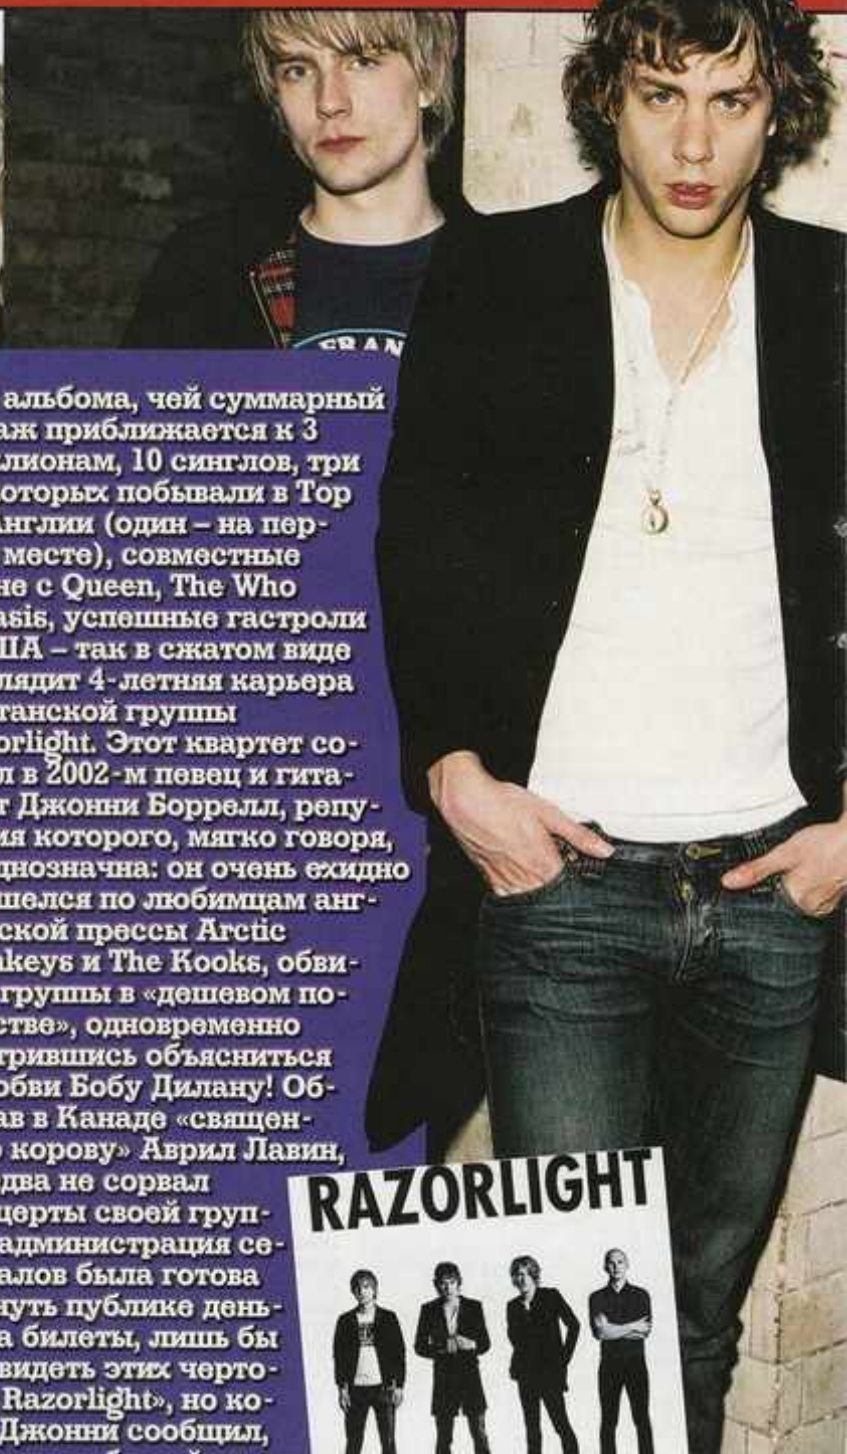 FRAN
альбома, чей суммарный
аж приближается к 3
лионам, 10 синглов, три
оторых побывали в Top
Англии (один – на пер-
месте), совместные
не с Queen, The Who
asis, успешные гастроли
ША – так в сжатом виде
лядит 4-летняя карьера
танской группы
orlight. Этот квартет со-
л в 2002-м певец и гита-
т Джонни Боррелл, репу-
ия которого, мягко говоря,
днозначна: он очень ехидно
шелся по любимцам анг-
ской прессы Arctic
nkeys и The Kooks, обви-
группы в «дешевом по-
стве», одновременно
трившись объясниться
юбви Бобу Дилану! Об-
ав в Канаде «священ-
ю корову» Аврил Лавин,
два не сорвал
церты своей груп-
администрация се-
алов была готова
нуть публике день-
а билеты, лишь бы
видеть этих черто-
Razorlight», но ко-
Джонни сообщил,
RAZORLIGHT